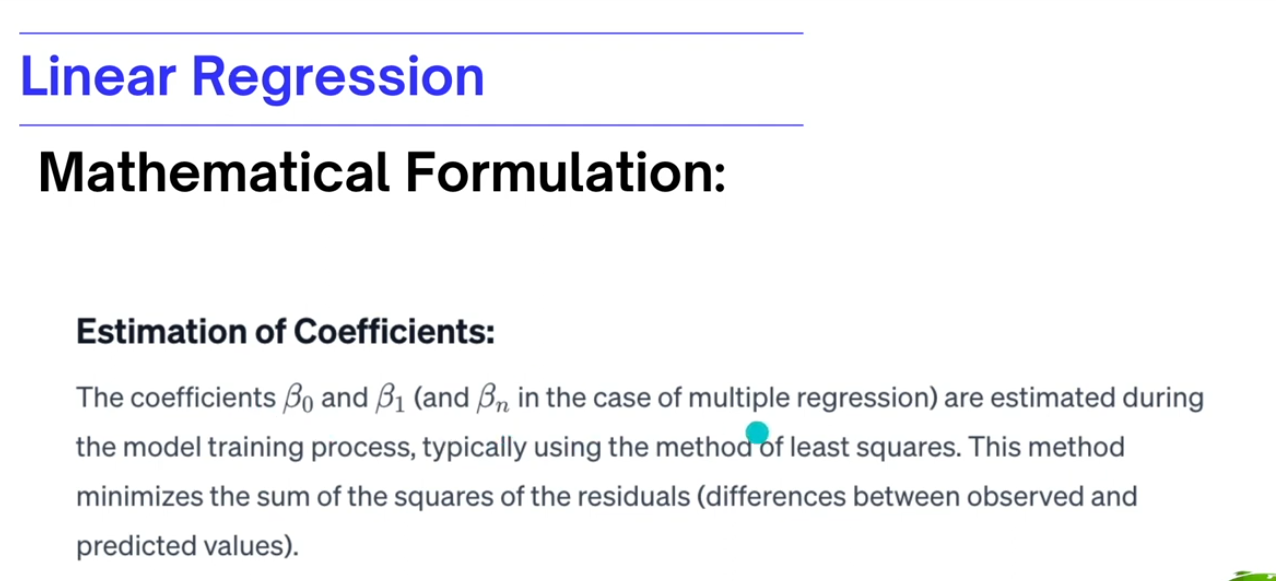 Linear Regression
Mathematical Formulation:
Estimation of Coefficients:
The coefficients β₀ and β₁ (and βₙ in the case of multiple regression) are estimated during
the model training process, typically using the method of least squares. This method
minimizes the sum of the squares of the residuals (differences between observed and
predicted values).